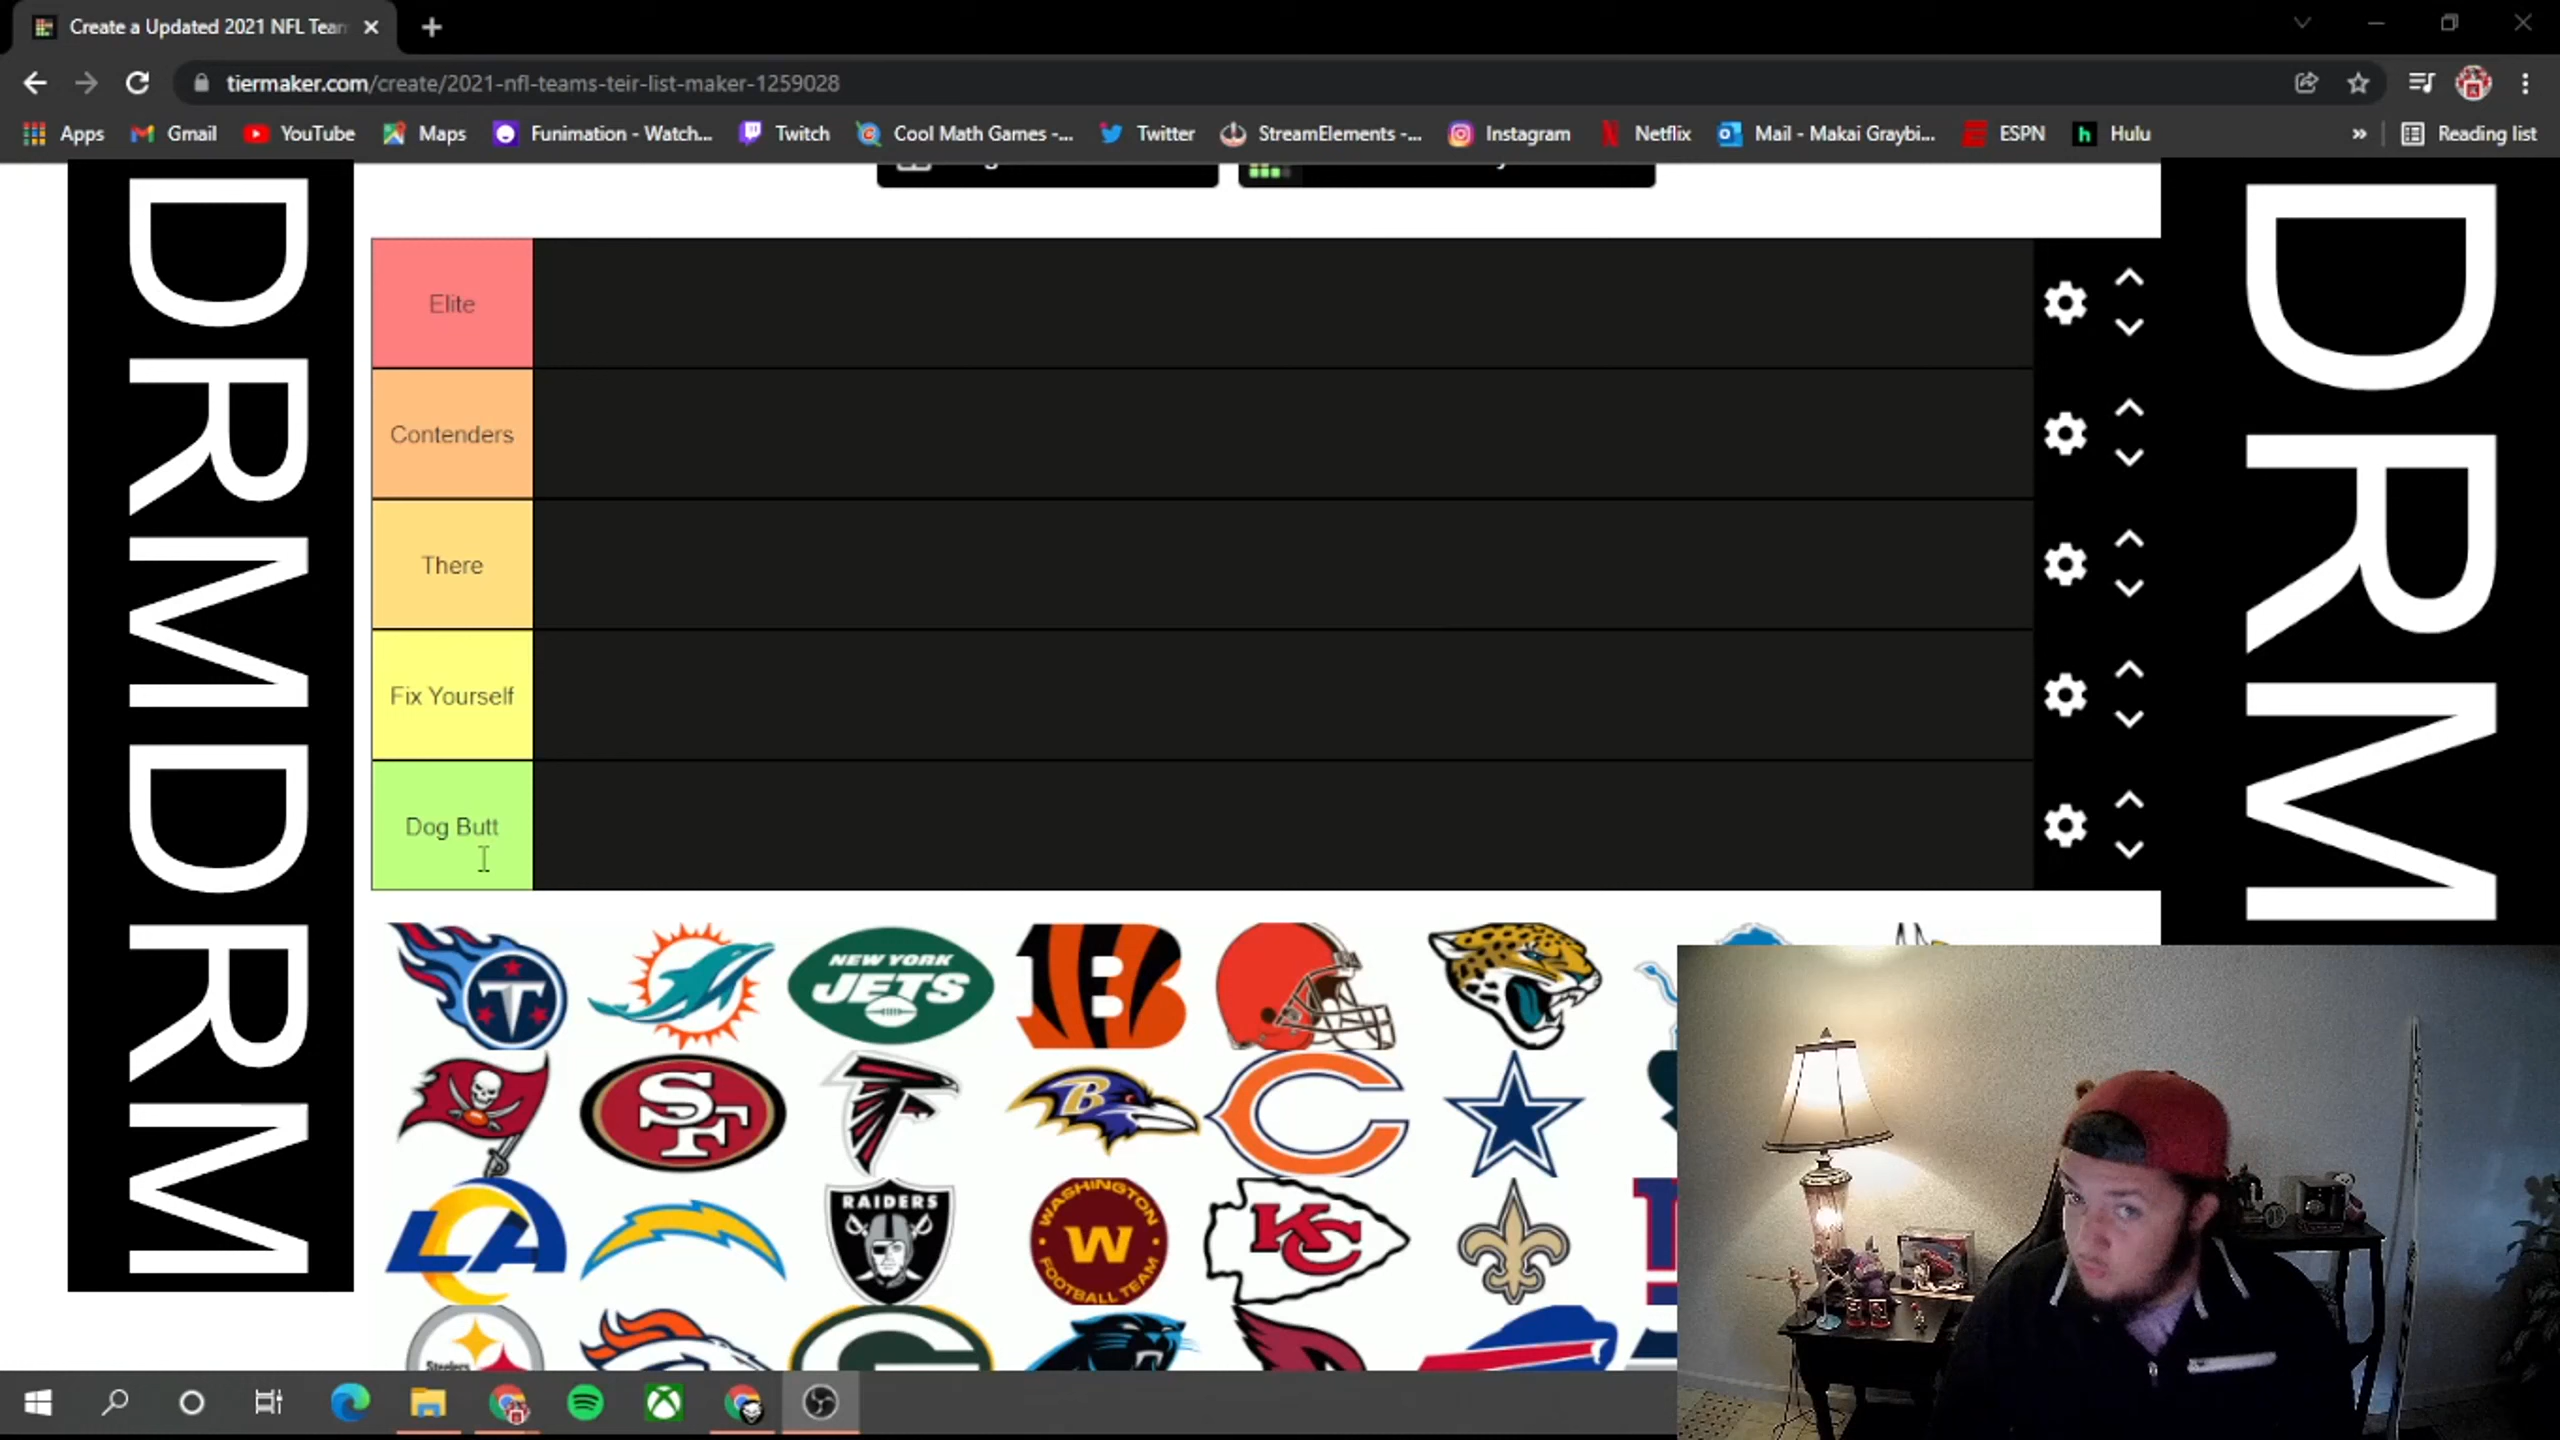 Create a Updated 2021 NFL Tear
tiermaker.com/create/2021-nfl-teams-teir-list-maker-1259028
Apps Gmail YouTube Maps Funimation - Watch... Twitch Cool Math Games -... Twitter StreamElements -... Instagram Netflix Mail - Makai Graybi... ESPN Hulu » Reading list
DRMDRM
DRM
Elite
Contenders
There
Fix Yourself
Dog Butt
T
NEW YORK
JETS
B
SF
B
C
LA
RAIDERS
WASHINGTON
W
FOOTBALL TEAM
KC
Steelers
G